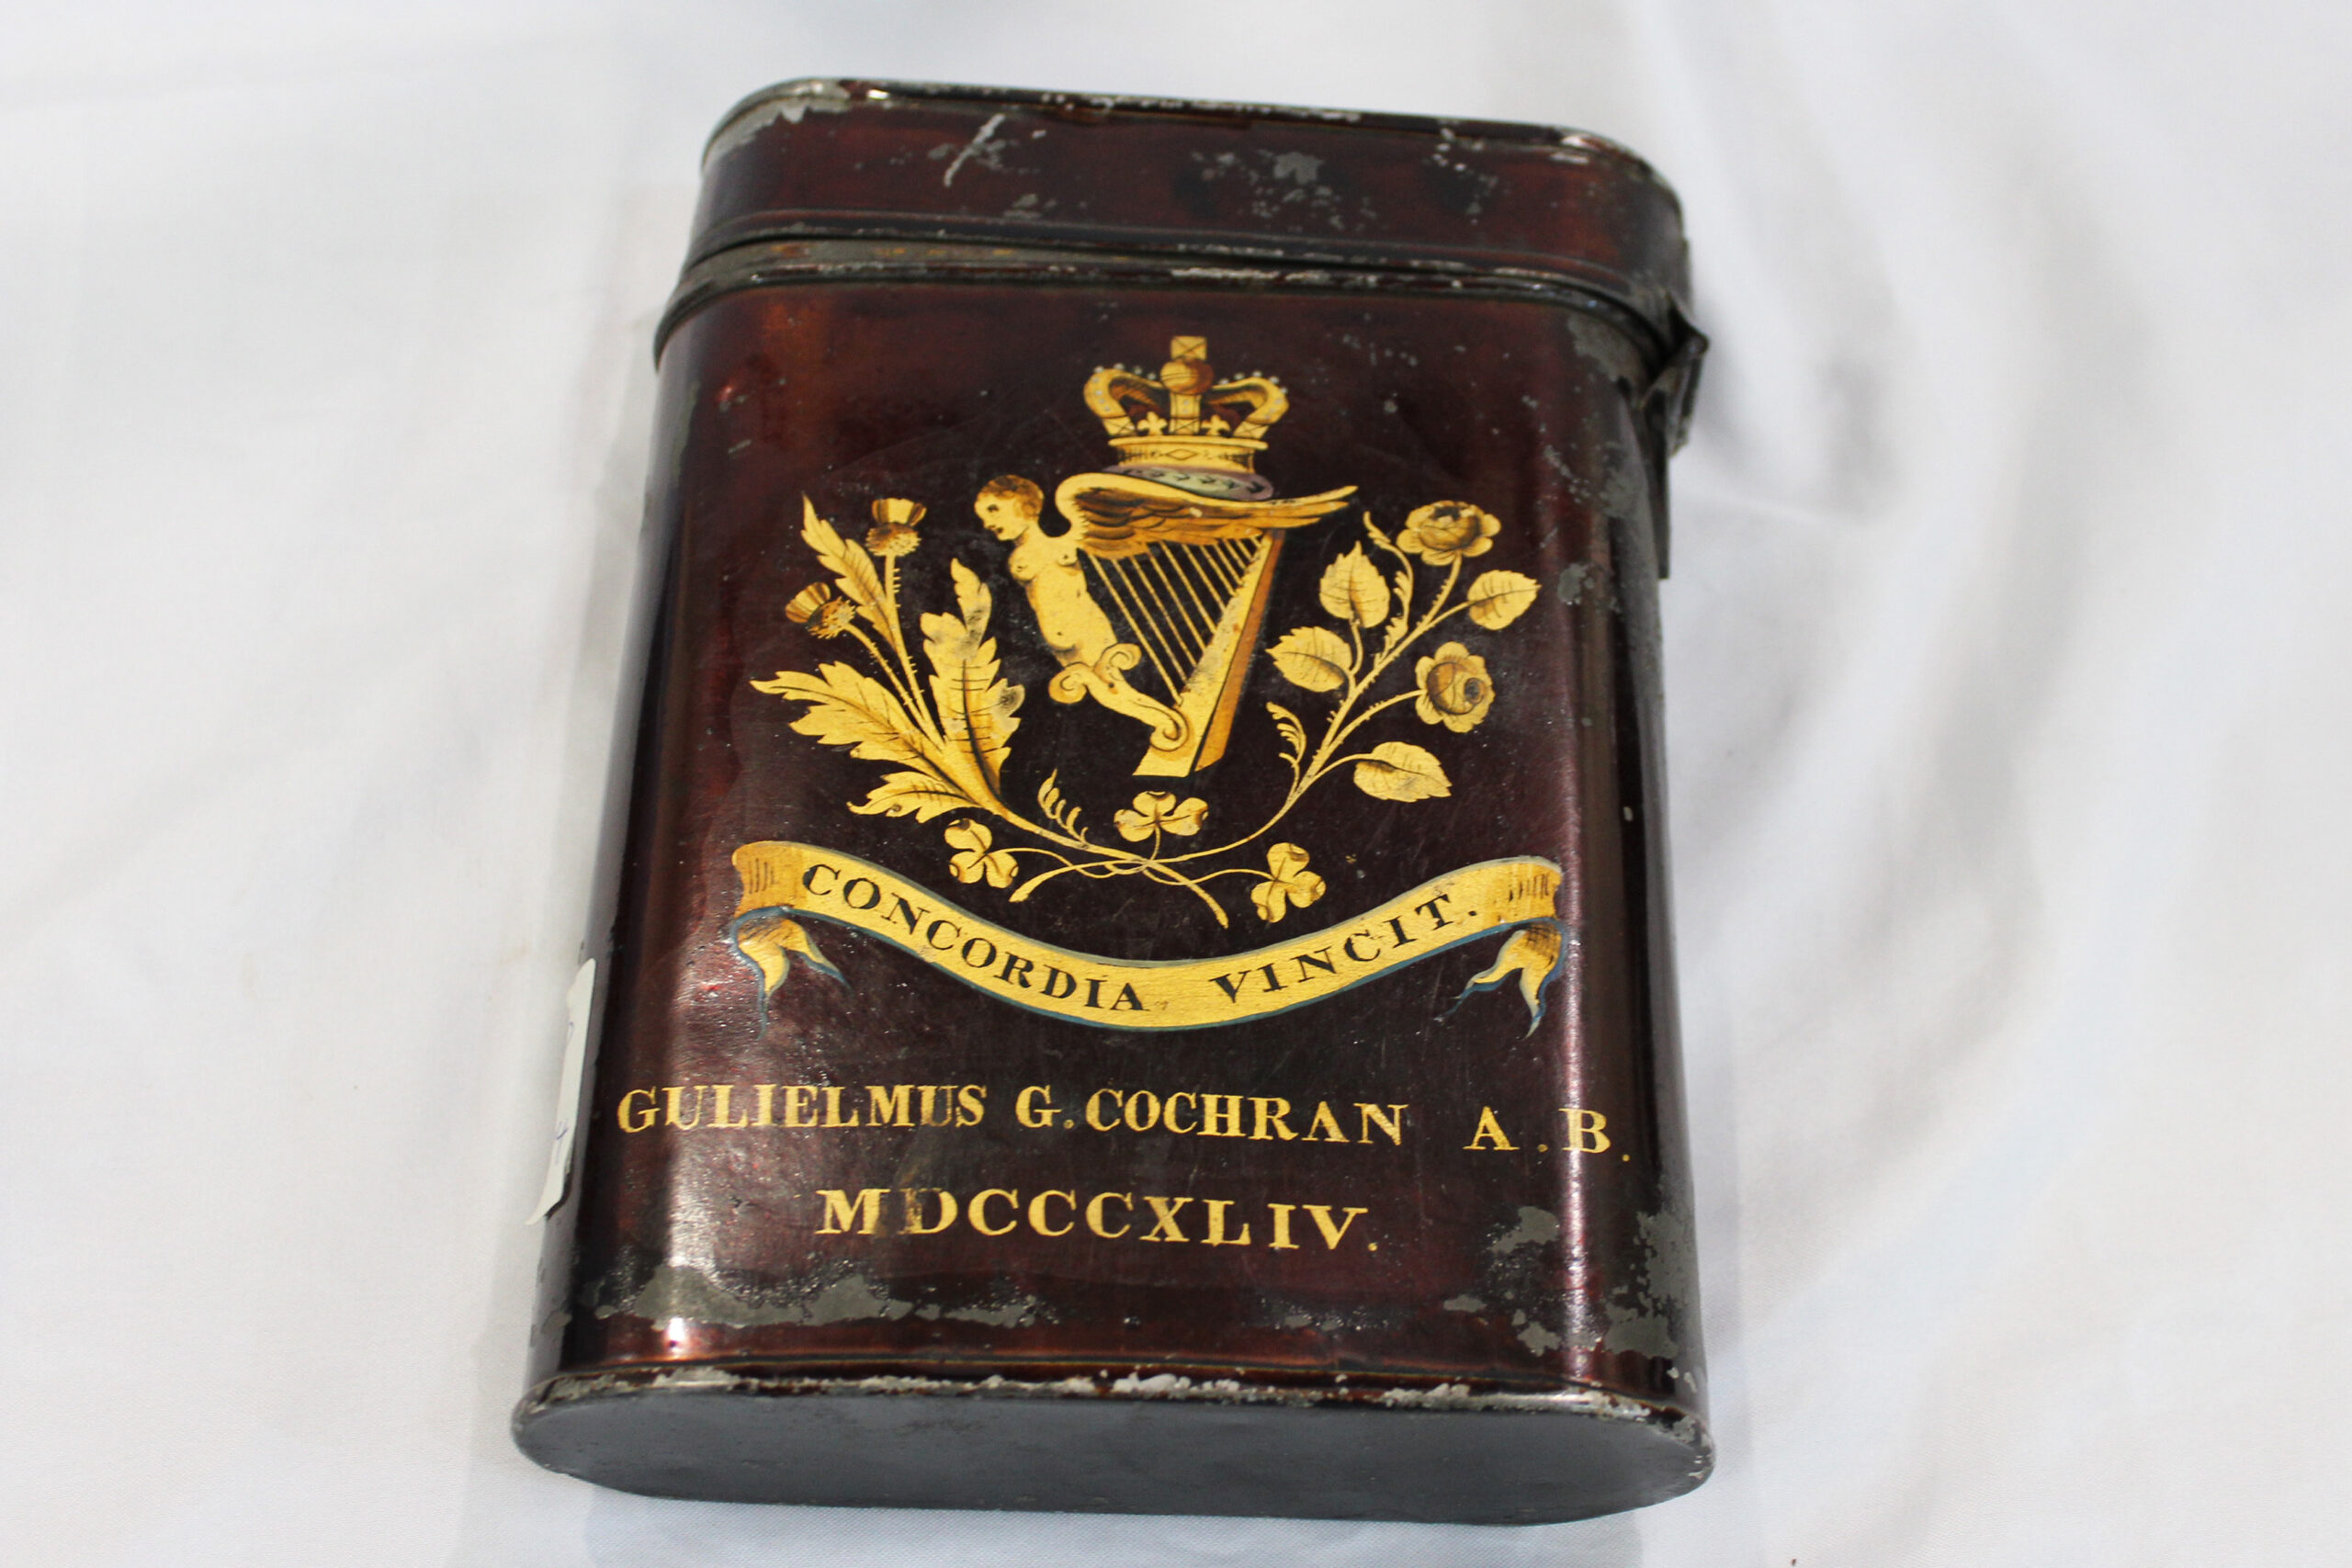 CONCORDIA VINCIT.
GULIELMUS G. COCHRAN A.B.
MDCCCXLIV.